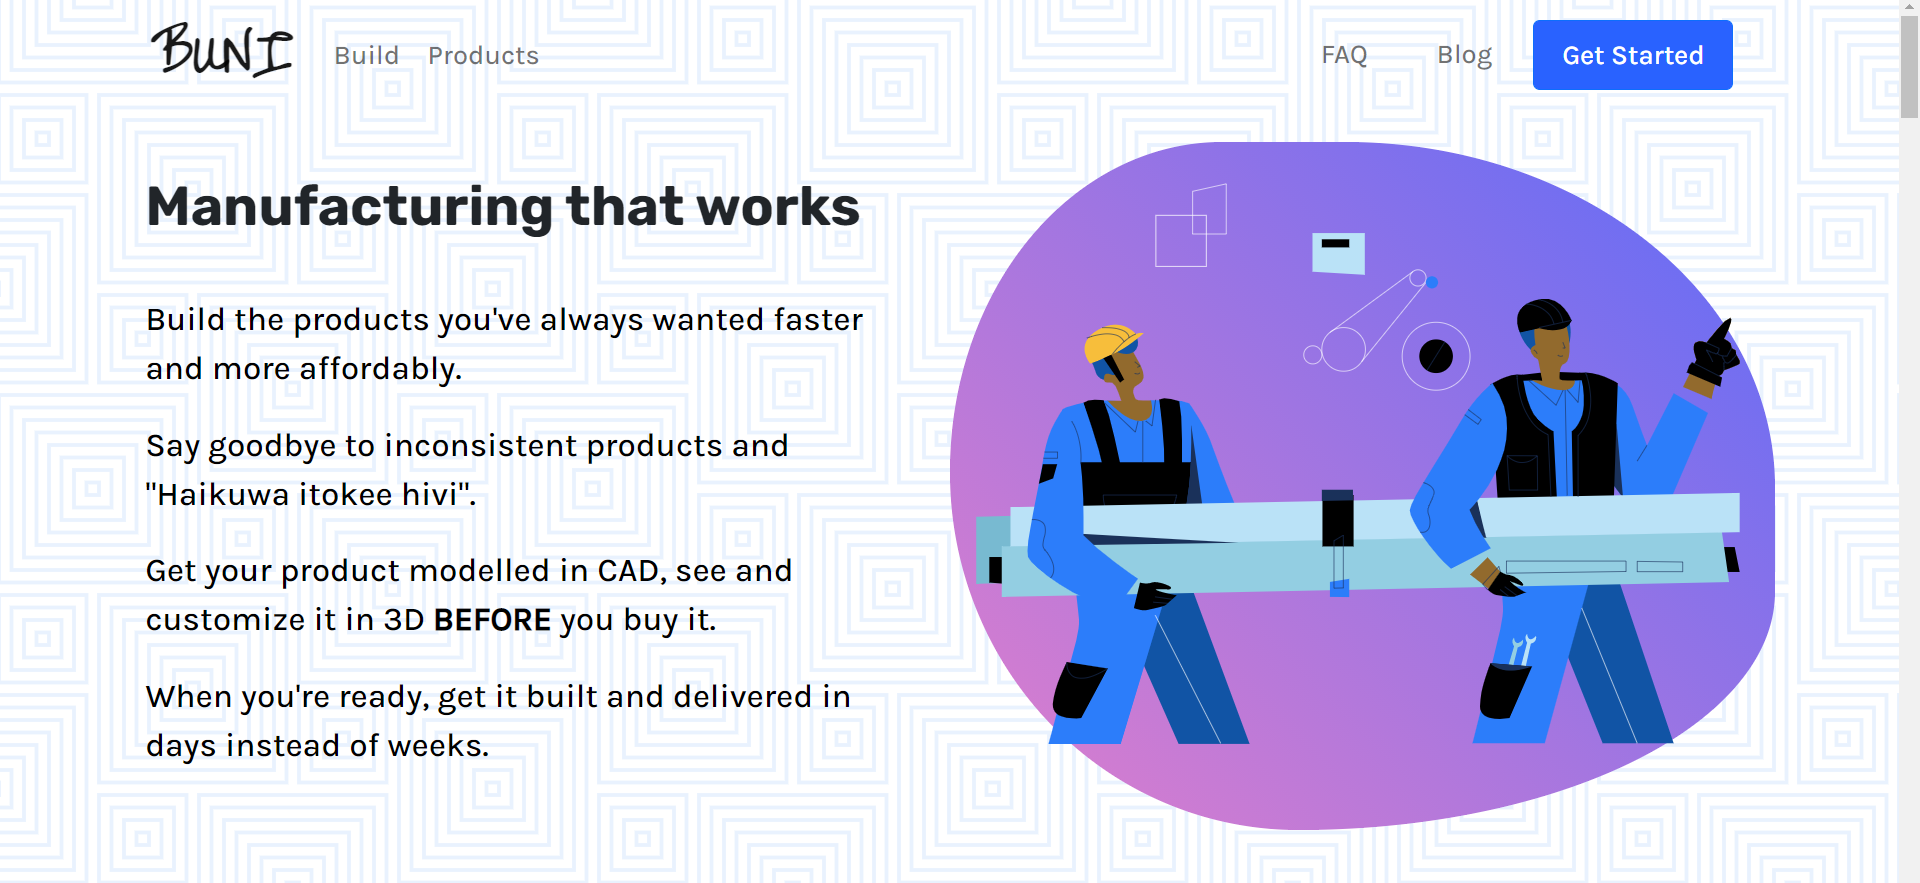 BUNI
Build
Products
FAQ
Blog
Get Started
Manufacturing that works
Build the products you've always wanted faster
and more affordably.
Say goodbye to inconsistent products and
"Haikuwa itokee hivi".
Get your product modelled in CAD, see and
customize it in 3D BEFORE you buy it.
When you're ready, get it built and delivered in
days instead of weeks.